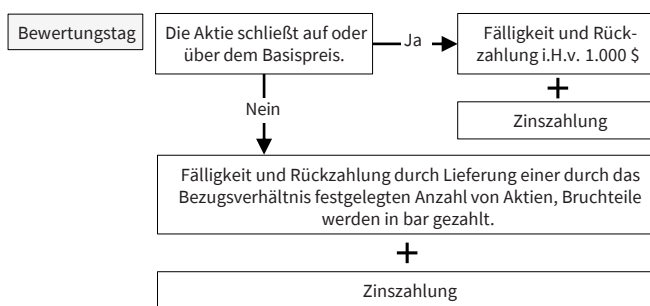 Bewertungstag
Die Aktie schließt auf oder
über dem Basispreis.
Ja
Fälligkeit und Rück-
zahlung i.H.v. 1.000 $
+
Zinszahlung
Nein
Fälligkeit und Rückzahlung durch Lieferung einer durch das
Bezugsverhältnis festgelegten Anzahl von Aktien, Bruchteile
werden in bar gezahlt.
+
Zinszahlung